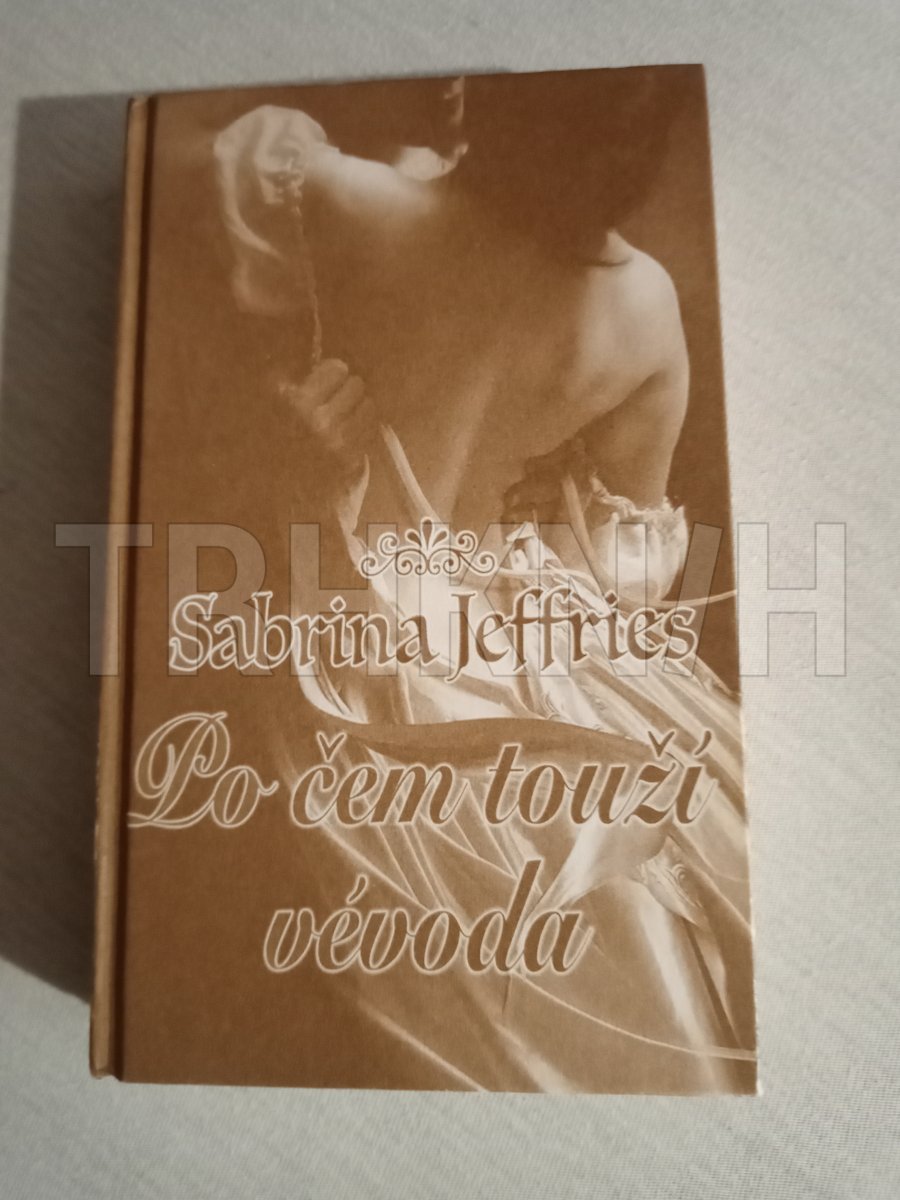 TRHKNIH
Sabrina Jeffries
Po čem touží
vévoda